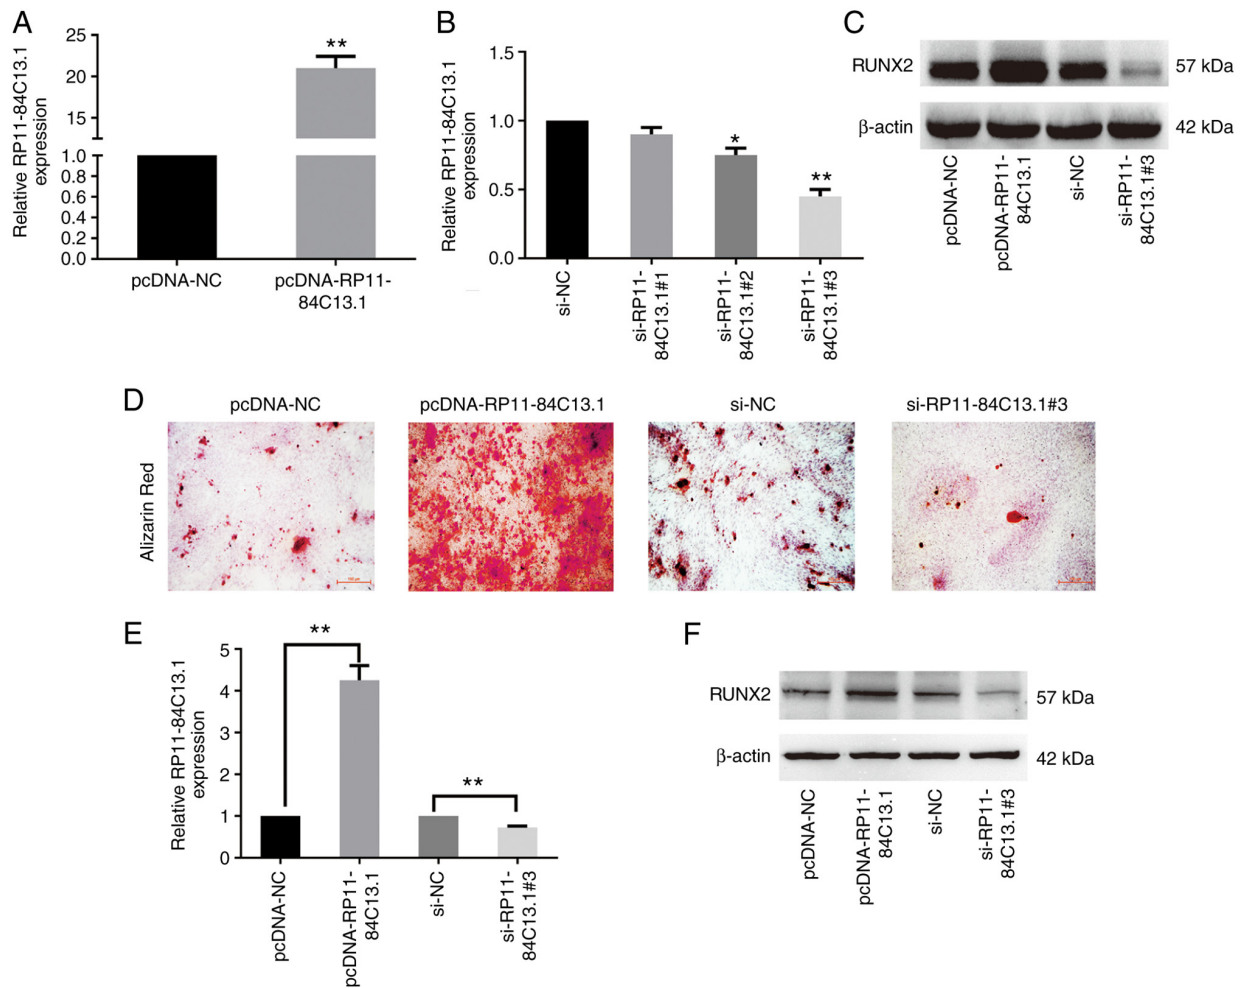 A
Relative RP11-84C13.1
expression
25
20
15
1.0
0.8
0.6
0.4
0.2
0.0
**
pcDNA-NC
pcDNA-RP11-
84C13.1
B
Relative RP11-84C13.1
expression
1.5
1.0
0.5
0.0
*
**
si-NC
si-RP11-
84C13.1#1
si-RP11-
84C13.1#2
si-RP11-
84C13.1#3
C
RUNX2
57 kDa
β-actin
42 kDa
pcDNA-NC
pcDNA-RP11-
84C13.1
si-NC
si-RP11-
84C13.1#3
D
pcDNA-NC
pcDNA-RP11-84C13.1
si-NC
si-RP11-84C13.1#3
Alizarin Red
E
Relative RP11-84C13.1
expression
5
4
3
2
1
0
**
**
pcDNA-NC
pcDNA-RP11-
84C13.1
si-NC
si-RP11-
84C13.1#3
F
RUNX2
57 kDa
β-actin
42 kDa
pcDNA-NC
pcDNA-RP11-
84C13.1
si-NC
si-RP11-
84C13.1#3